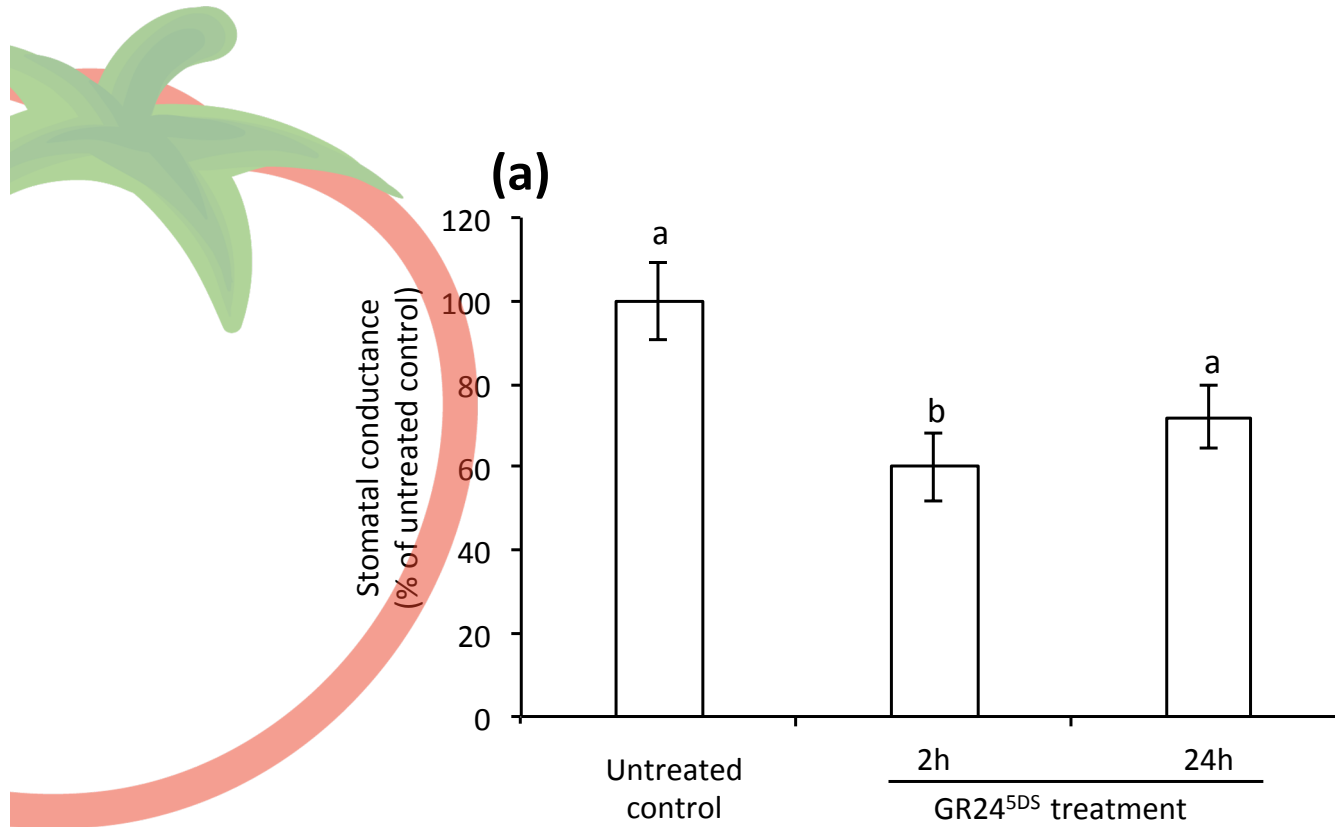 (a)
120
100
80
60
40
20
0
Stomatal conductance
(% of untreated control)
a
b
a
Untreated
control
2h
24h
GR24⁵ᴰˢ treatment